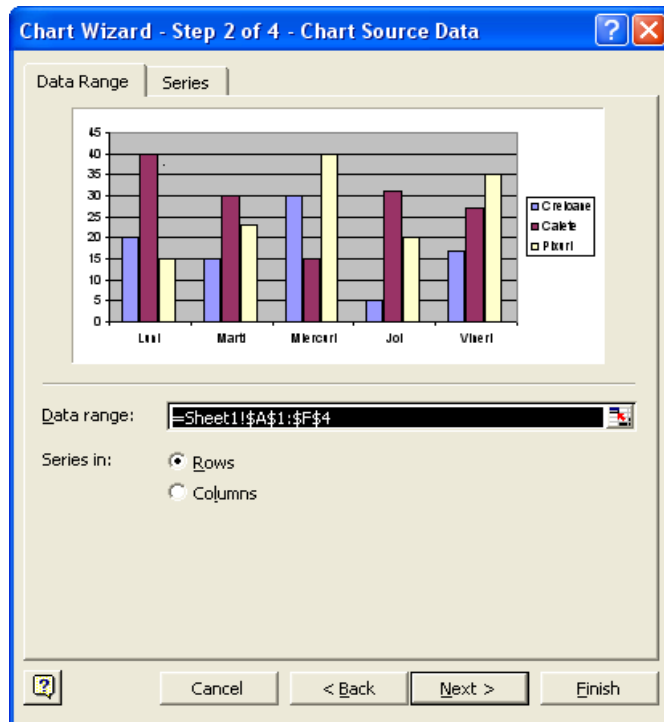 Chart Wizard - Step 2 of 4 - Chart Source Data
Data Range
Series
45
40
35
30
25
20
15
10
5
0
Luni
Marti
Miercuri
Joi
Vineri
Creioane
Caiete
Pixuri
Data range:
=Sheet1!$A$1:$F$4
Series in:
Rows
Columns
Cancel
< Back
Next >
Finish